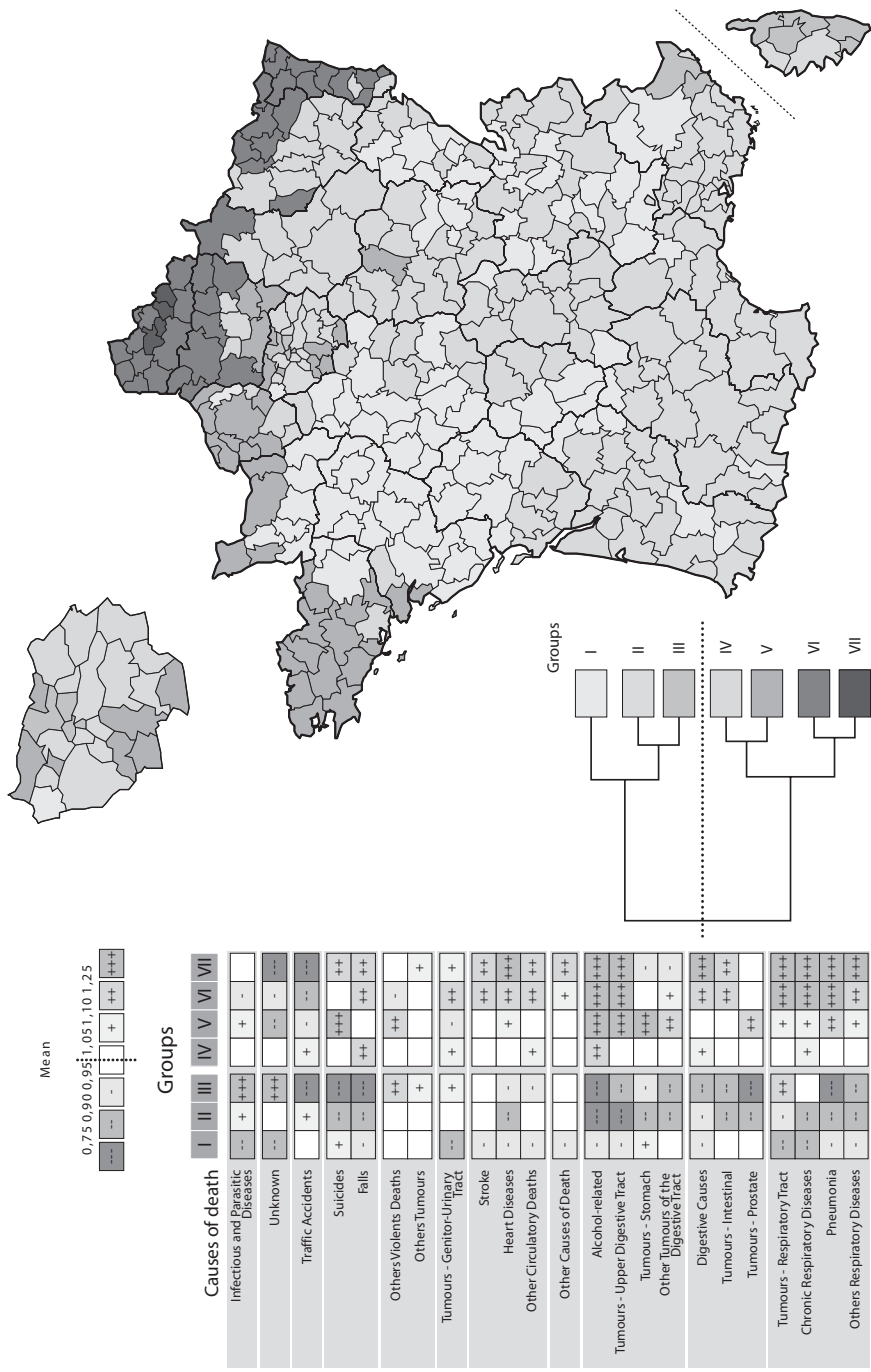 Mean
0,75 0,90 0,95 1,05 1,10 1,25
--- -- - + ++ +++
Groups
Causes of death I II III IV V VI VII
Infectious and Parasitic
Diseases -- + +++ + -
Unknown -- +++ -- - ---
Traffic Accidents + --- + - -- ---
Suicides + -- --- +++ ++
Falls - -- --- ++ ++ ++
Others Violents Deaths ++ ++ -
Others Tumours + +
Tumours - Genitor-Urinary
Tract -- + + - ++ +
Stroke - ++ ++
Heart Diseases -- - + ++ +++
Other Circulatory Deaths - - + ++ ++
Other Causes of Death - + ++
Alcohol-related - --- --- ++ +++ +++ +++
Tumours - Upper Digestive Tract - --- -- +++ +++ +++
Tumours - Stomach + -- - +++ - -
Other Tumours of the
Digestive Tract - -- -- ++ +
Digestive Causes - - -- + ++ +++
Tumours - Intestinal - -- -- ++ ++
Tumours - Prostate -- --- ++
Tumours - Respiratory Tract -- - ++ + +++ +++
Chronic Respiratory Diseases -- -- - + + +++ +++
Pneumonia - -- --- ++ +++ +++
Others Respiratory Diseases - -- -- + ++ +++
Groups
I
II
III
IV
V
VI
VII